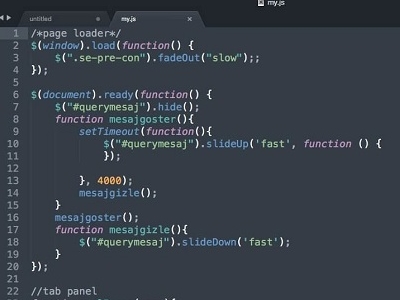 my.js
untitled
my.js
1 /*page loader*/
2 $(window).load(function() {
3 $(".se-pre-con").fadeOut("slow");;
4 });
5
6 $(document).ready(function() {
7 $("#querymesaj").hide();
8 function mesajgoster(){
9 setTimeout(function(){
10 $("#querymesaj").slideUp('fast', function () {
11 });
12
13 }, 4000);
14 mesajgizle();
15 }
16 mesajgoster();
17 function mesajgizle(){
18 $("#querymesaj").slideDown('fast');
19 }
20 });
21
22 //tab panel